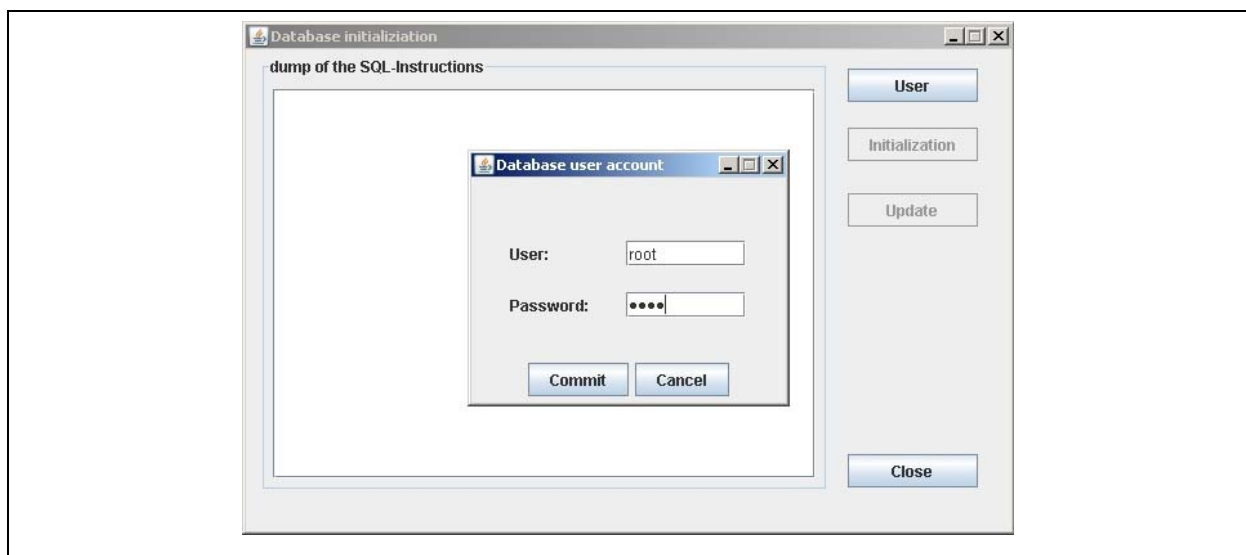 Database initializiation
dump of the SQL-Instructions
User
Initialization
Update
Database user account
User: root
Password: ••••
Commit Cancel
Close